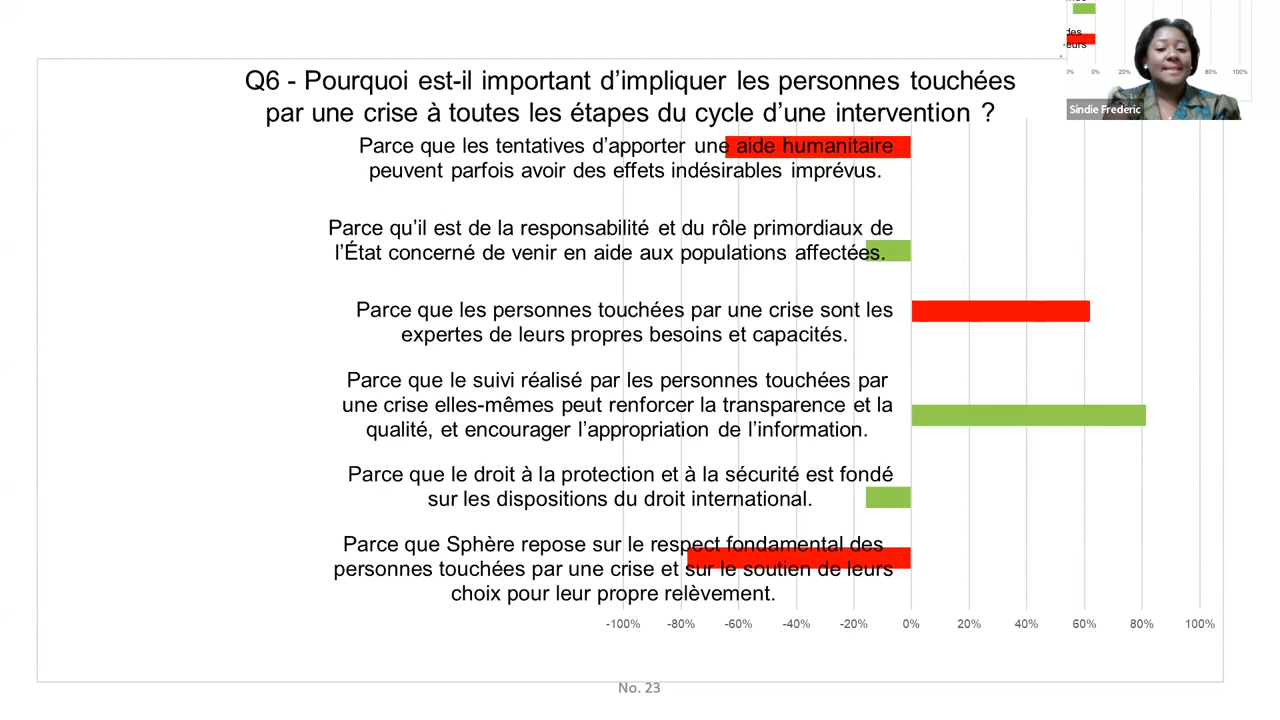 Q6 - Pourquoi est-il important d’impliquer les personnes touchées
par une crise à toutes les étapes du cycle d’une intervention ?
Parce que les tentatives d’apporter une aide humanitaire
peuvent parfois avoir des effets indésirables imprévus.
Parce qu’il est de la responsabilité et du rôle primordiaux de
l’État concerné de venir en aide aux populations affectées.
Parce que les personnes touchées par une crise sont les
expertes de leurs propres besoins et capacités.
Parce que le suivi réalisé par les personnes touchées par
une crise elles-mêmes peut renforcer la transparence et la
qualité, et encourager l’appropriation de l’information.
Parce que le droit à la protection et à la sécurité est fondé
sur les dispositions du droit international.
Parce que Sphère repose sur le respect fondamental des
personnes touchées par une crise et sur le soutien de leurs
choix pour leur propre relèvement.
-100% -80% -60% -40% -20% 0% 20% 40% 60% 80% 100%
No. 23
des
eurs
0% 20% 80% 100%
Sindie Frederic